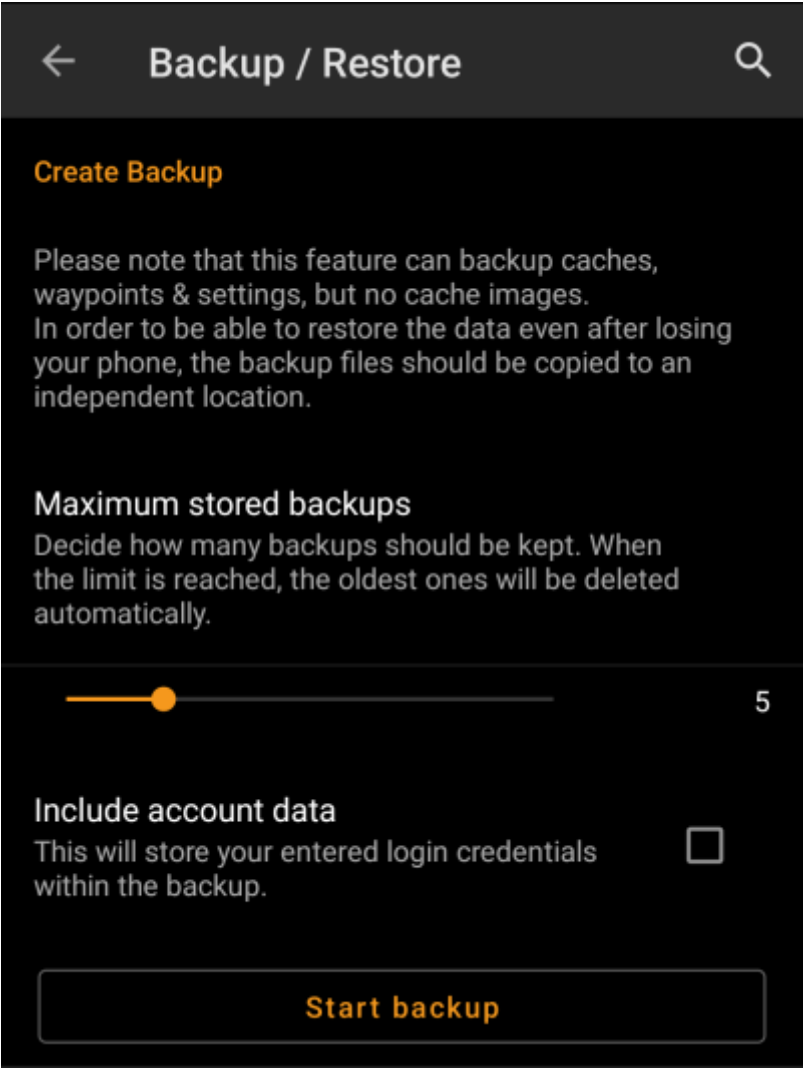 Backup / Restore
Create Backup
Please note that this feature can backup caches,
waypoints & settings, but no cache images.
In order to be able to restore the data even after losing
your phone, the backup files should be copied to an
independent location.
Maximum stored backups
Decide how many backups should be kept. When
the limit is reached, the oldest ones will be deleted
automatically.
5
Include account data
This will store your entered login credentials
within the backup.
Start backup